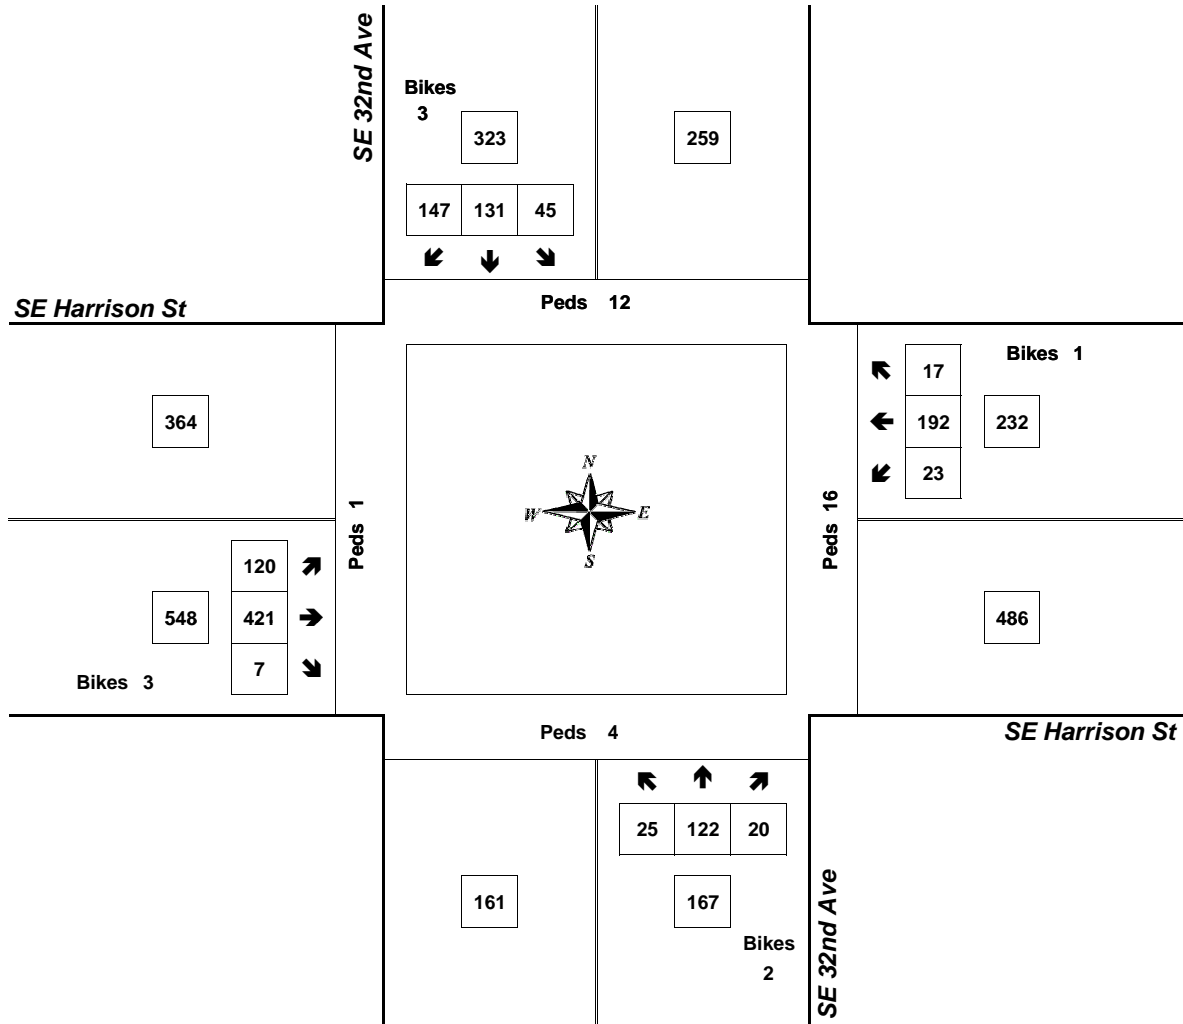 SE 32nd Ave
Bikes
3
323
259
147 131 45
SE Harrison St
Peds 12
17
Bikes 1
364
192
232
23
N
W E
S
Peds 1
Peds 16
120
548
421
486
7
Bikes 3
Peds 4
SE Harrison St
25 122 20
161
167
Bikes
2
SE 32nd Ave